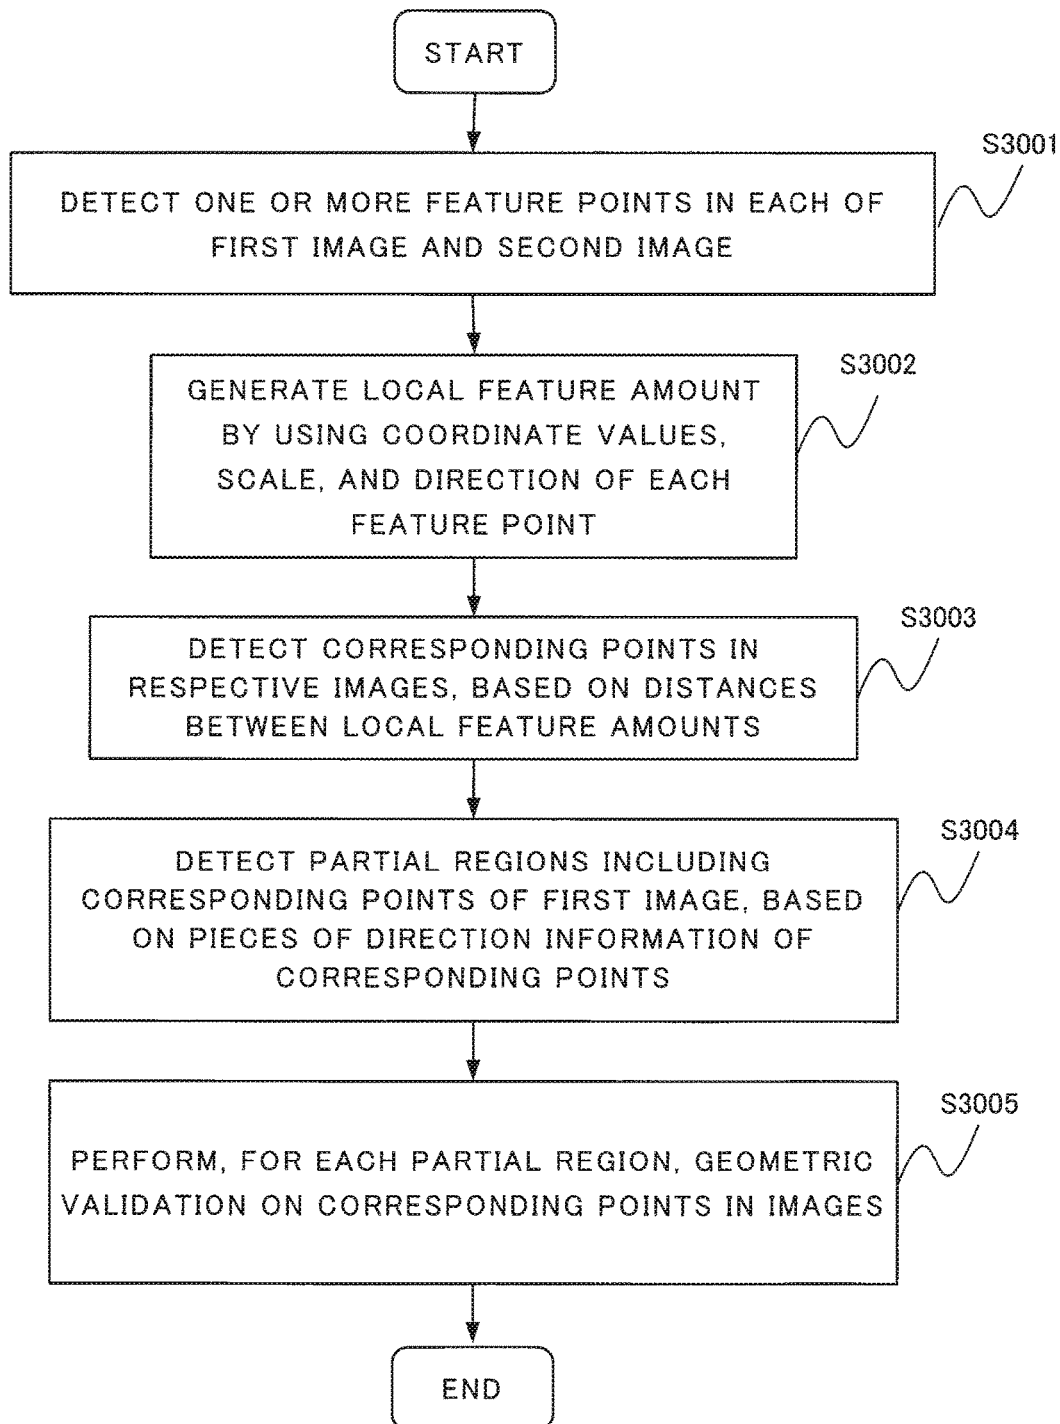 START
S3001
DETECT ONE OR MORE FEATURE POINTS IN EACH OF
FIRST IMAGE AND SECOND IMAGE
S3002
GENERATE LOCAL FEATURE AMOUNT
BY USING COORDINATE VALUES,
SCALE, AND DIRECTION OF EACH
FEATURE POINT
S3003
DETECT CORRESPONDING POINTS IN
RESPECTIVE IMAGES, BASED ON DISTANCES
BETWEEN LOCAL FEATURE AMOUNTS
S3004
DETECT PARTIAL REGIONS INCLUDING
CORRESPONDING POINTS OF FIRST IMAGE, BASED
ON PIECES OF DIRECTION INFORMATION OF
CORRESPONDING POINTS
S3005
PERFORM, FOR EACH PARTIAL REGION, GEOMETRIC
VALIDATION ON CORRESPONDING POINTS IN IMAGES
END